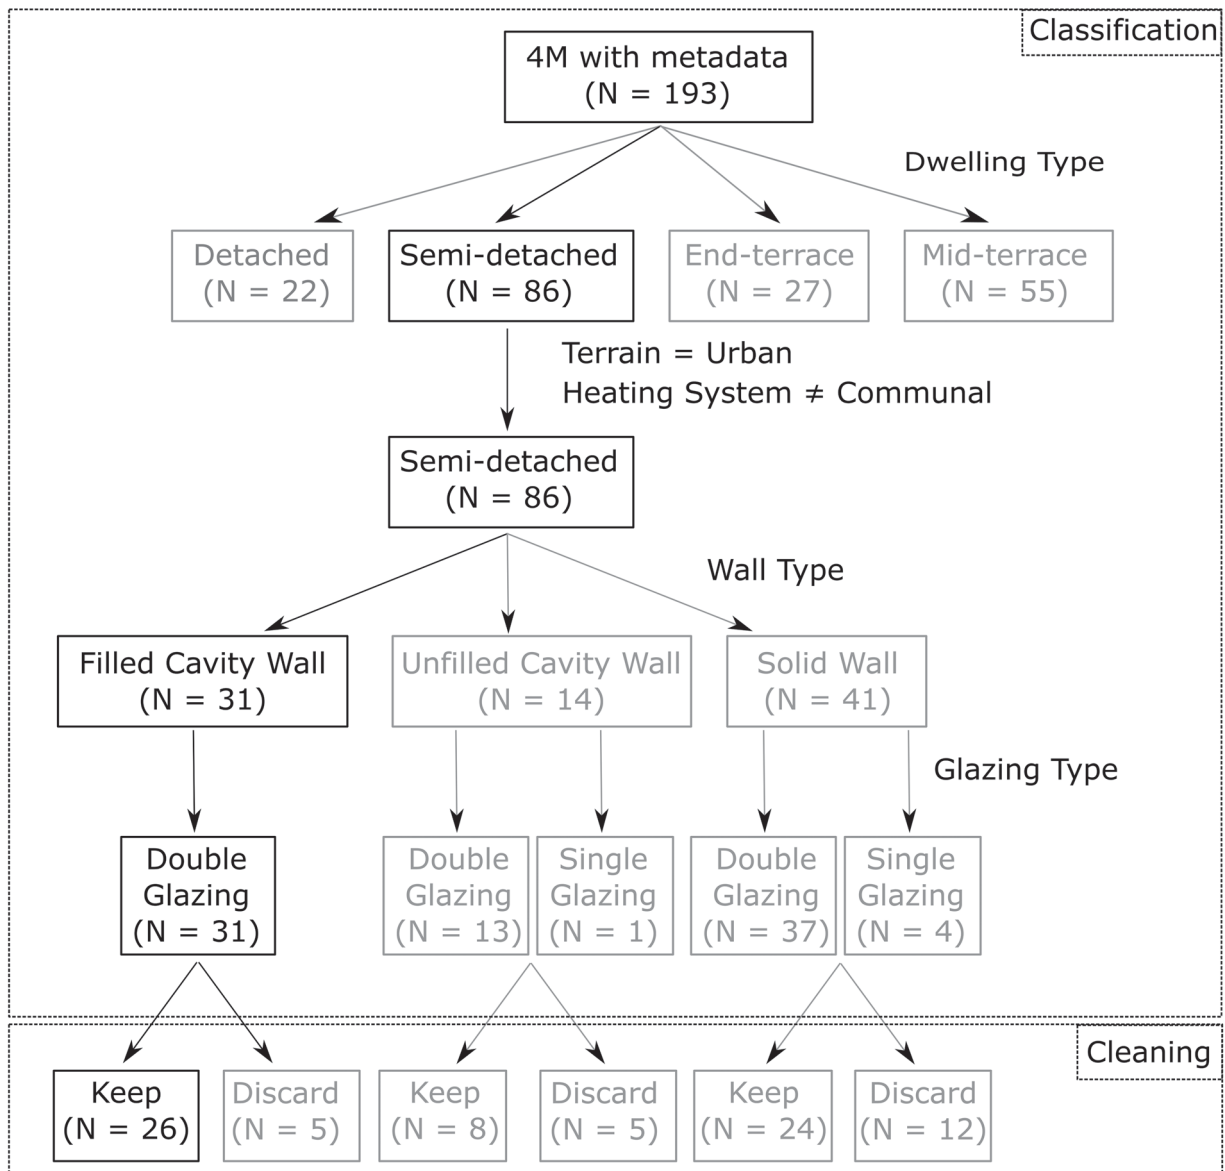 Classification
4M with metadata
(N = 193)
Dwelling Type
Detached
(N = 22)
Semi-detached
(N = 86)
End-terrace
(N = 27)
Mid-terrace
(N = 55)
Terrain = Urban
Heating System ≠ Communal
Semi-detached
(N = 86)
Wall Type
Filled Cavity Wall
(N = 31)
Unfilled Cavity Wall
(N = 14)
Solid Wall
(N = 41)
Glazing Type
Double
Glazing
(N = 31)
Double
Glazing
(N = 13)
Single
Glazing
(N = 1)
Double
Glazing
(N = 37)
Single
Glazing
(N = 4)
Cleaning
Keep
(N = 26)
Discard
(N = 5)
Keep
(N = 8)
Discard
(N = 5)
Keep
(N = 24)
Discard
(N = 12)